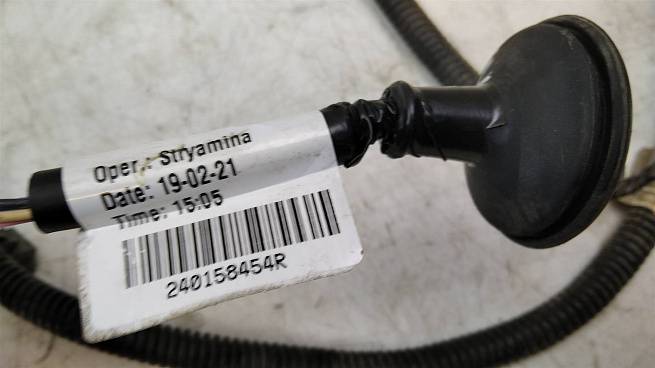 Oper.: Stryamina
Date: 19-02-21
Time: 15:05
240158454R